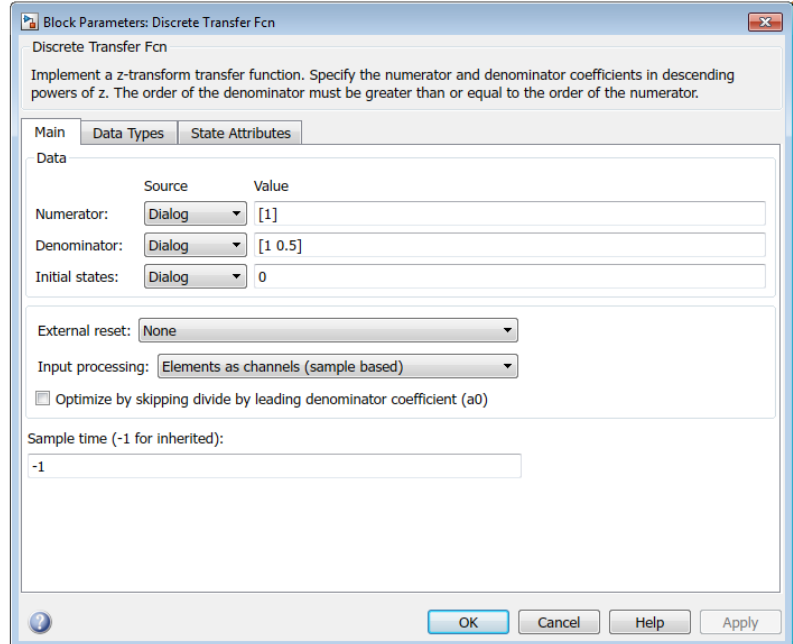 Block Parameters: Discrete Transfer Fcn
Discrete Transfer Fcn
Implement a z-transform transfer function. Specify the numerator and denominator coefficients in descending
powers of z. The order of the denominator must be greater than or equal to the order of the numerator.
Main Data Types State Attributes
Data
Source Value
Numerator: Dialog [1]
Denominator: Dialog [1 0.5]
Initial states: Dialog 0
External reset: None
Input processing: Elements as channels (sample based)
Optimize by skipping divide by leading denominator coefficient (a0)
Sample time (-1 for inherited):
-1
? OK Cancel Help Apply